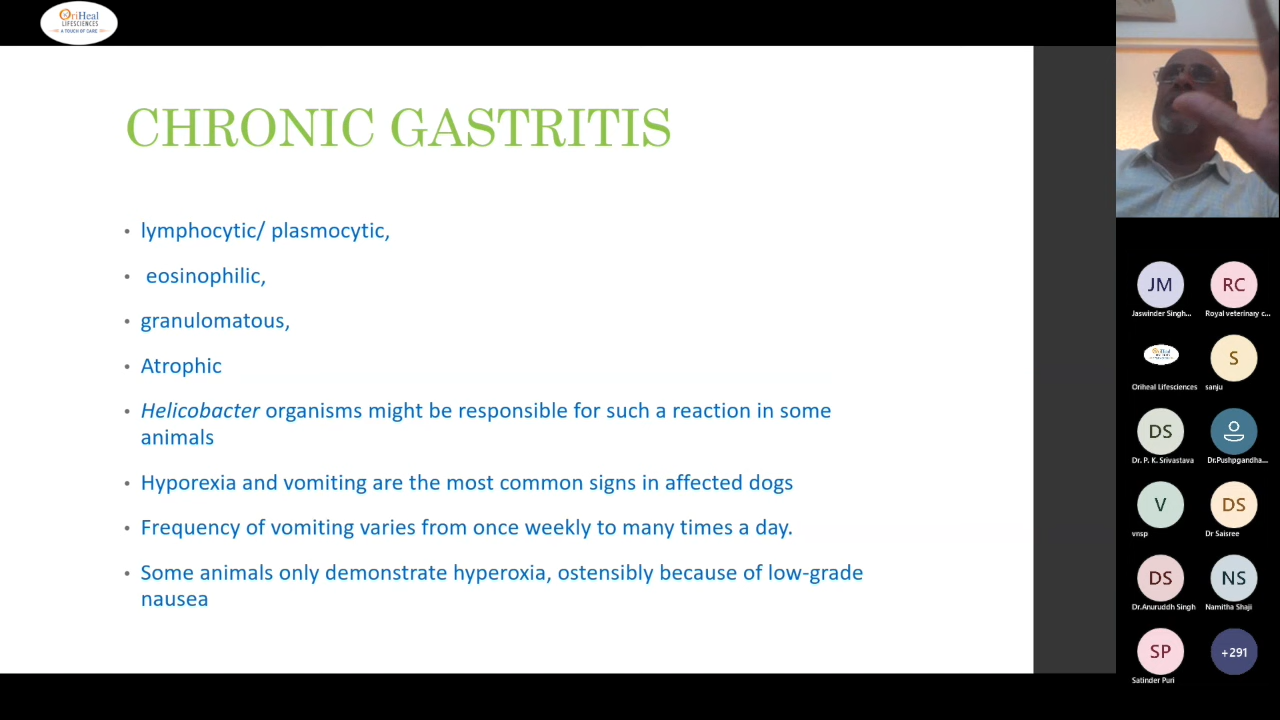 OriHeal
LIFESCIENCES
A TOUCH OF CARE
CHRONIC GASTRITIS
• lymphocytic/ plasmocytic,
• eosinophilic,
• granulomatous,
• Atrophic
• Helicobacter organisms might be responsible for such a reaction in some
animals
• Hyporexia and vomiting are the most common signs in affected dogs
• Frequency of vomiting varies from once weekly to many times a day.
• Some animals only demonstrate hyperoxia, ostensibly because of low-grade
nausea
JM
Jaswinder Singh...
RC
Royal veterinary c...
Oriheal Lifesciences
S
sanju
DS
Dr. P. K. Srivastava
Dr.Pushpgandha...
V
vnsp
DS
Dr Saisree
DS
Dr.Anuruddh Singh
NS
Namitha Shaji
SP
Satinder Puri
+291